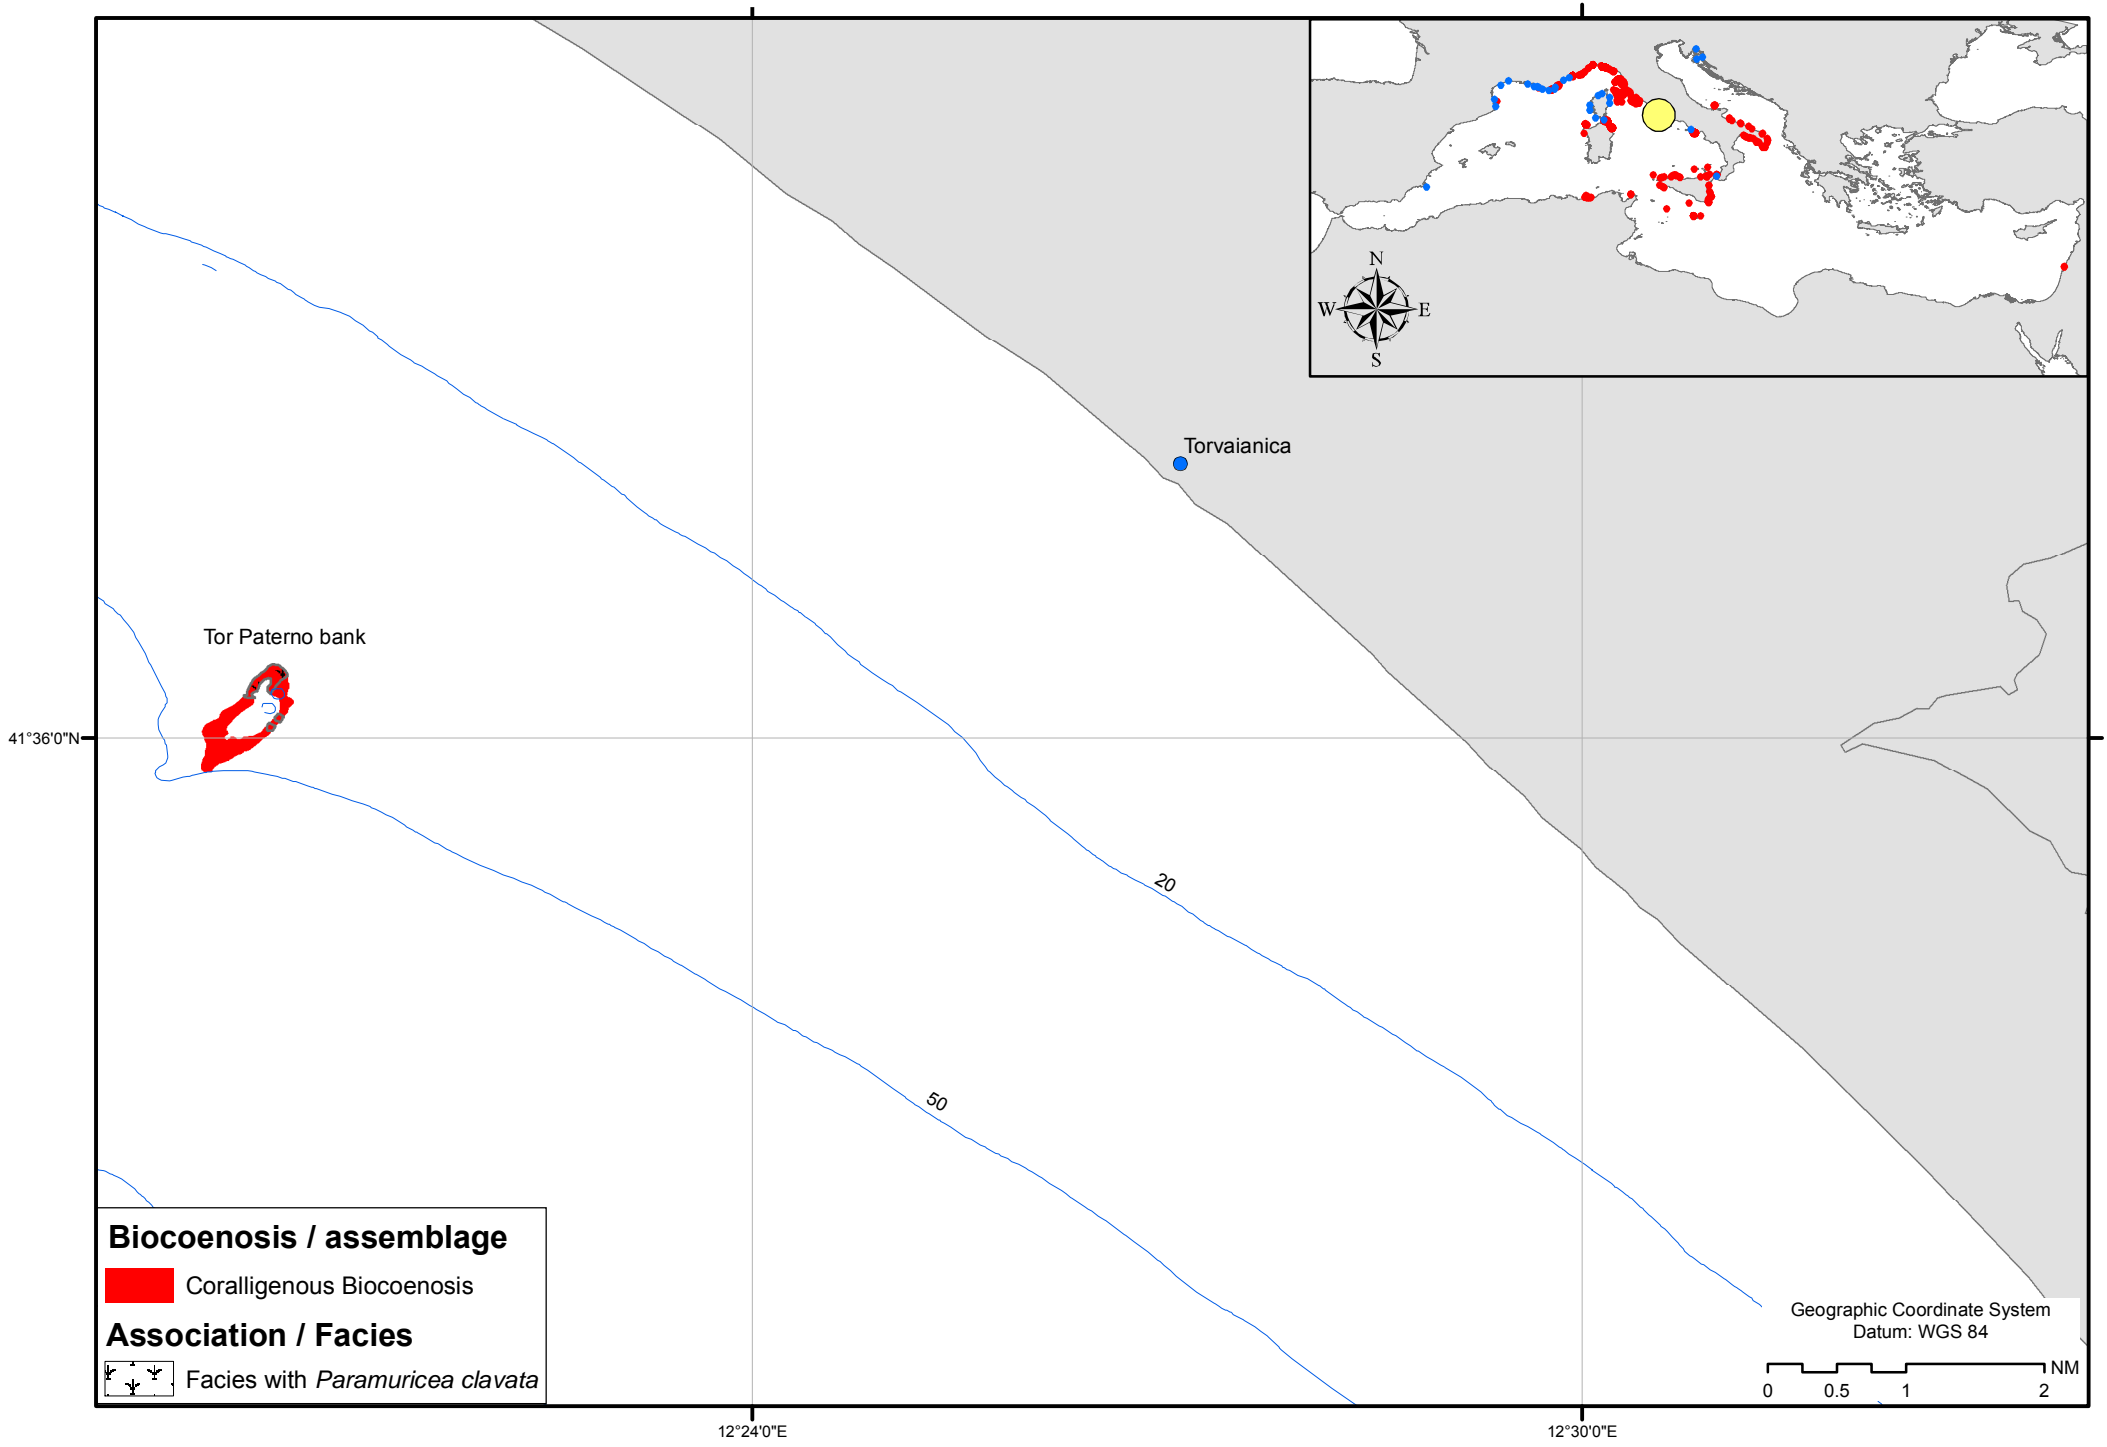 N
W
E
S
Torvaianica
Tor Paterno bank
41°36'0"N
20
50
Biocoenosis / assemblage
Coralligenous Biocoenosis
Association / Facies
Facies with Paramuricea clavata
Geographic Coordinate System
Datum: WGS 84
NM
0 0.5 1 2
12°24'0"E
12°30'0"E